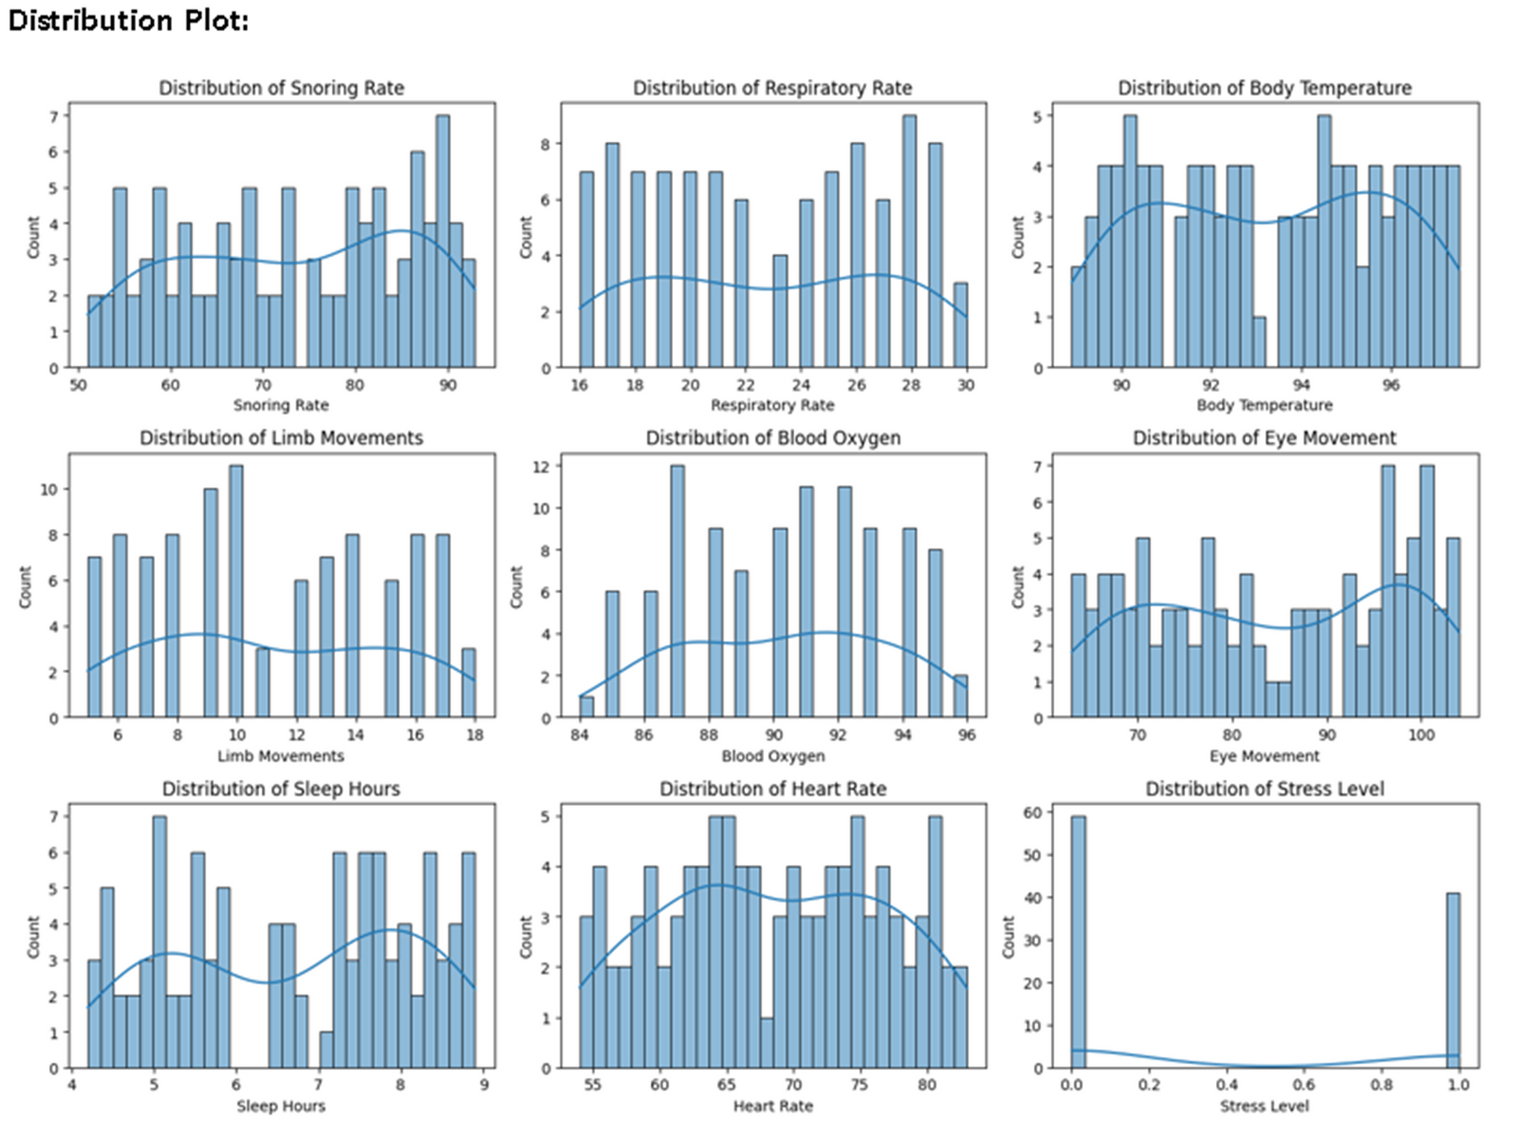 Distribution Plot:
Distribution of Snoring Rate
7
6
5
4
3
2
1
0
Count
50 60 70 80 90
Snoring Rate
Distribution of Respiratory Rate
8
6
4
2
0
Count
16 18 20 22 24 26 28 30
Respiratory Rate
Distribution of Body Temperature
5
4
3
2
1
0
Count
90 92 94 96
Body Temperature
Distribution of Limb Movements
10
8
6
4
2
0
Count
6 8 10 12 14 16 18
Limb Movements
Distribution of Blood Oxygen
12
10
8
6
4
2
0
Count
84 86 88 90 92 94 96
Blood Oxygen
Distribution of Eye Movement
7
6
5
4
3
2
1
0
Count
70 80 90 100
Eye Movement
Distribution of Sleep Hours
7
6
5
4
3
2
1
0
Count
4 5 6 7 8 9
Sleep Hours
Distribution of Heart Rate
5
4
3
2
1
0
Count
55 60 65 70 75 80
Heart Rate
Distribution of Stress Level
60
50
40
30
20
10
0
Count
0.0 0.2 0.4 0.6 0.8 1.0
Stress Level